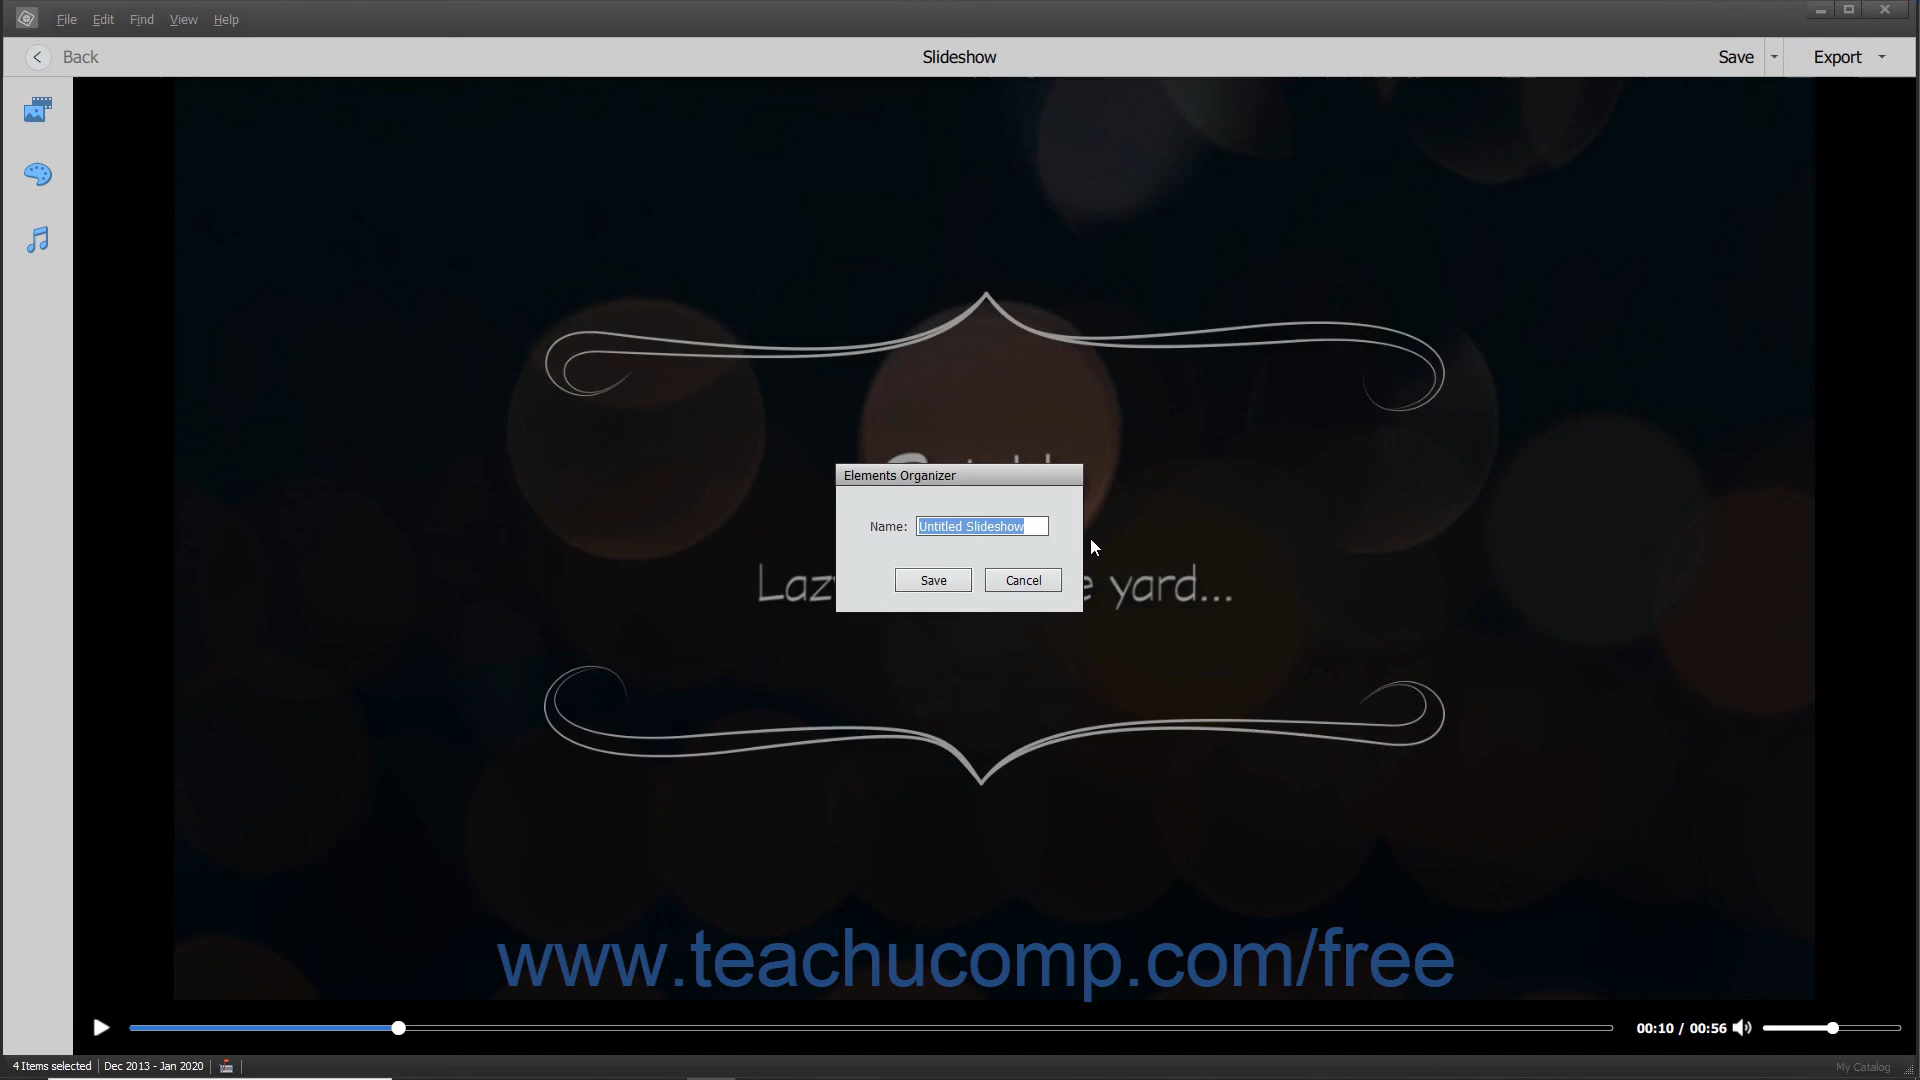 File Edit Find View Help
Back Slideshow Save Export
Elements Organizer
Name: Untitled Slideshow
Save Cancel
yard...
www.teachucomp.com/free
00:10 / 00:56
4 Items selected Dec 2013 - Jan 2020 My Catalog